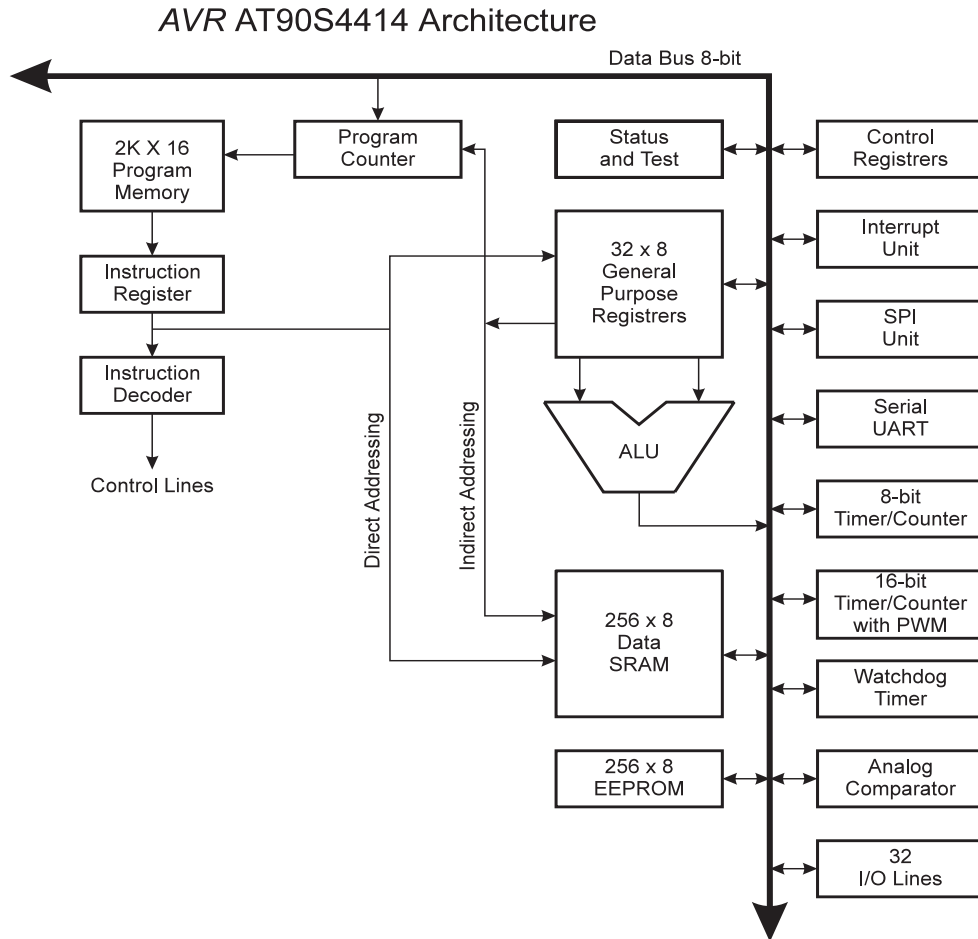 AVR AT90S4414 Architecture
Data Bus 8-bit
2K X 16
Program
Memory
Program
Counter
Status
and Test
Control
Registrers
Instruction
Register
32 x 8
General
Purpose
Registrers
Interrupt
Unit
SPI
Unit
Instruction
Decoder
Control Lines
Direct Addressing
Indirect Addressing
ALU
Serial
UART
8-bit
Timer/Counter
256 x 8
Data
SRAM
16-bit
Timer/Counter
with PWM
Watchdog
Timer
256 x 8
EEPROM
Analog
Comparator
32
I/O Lines